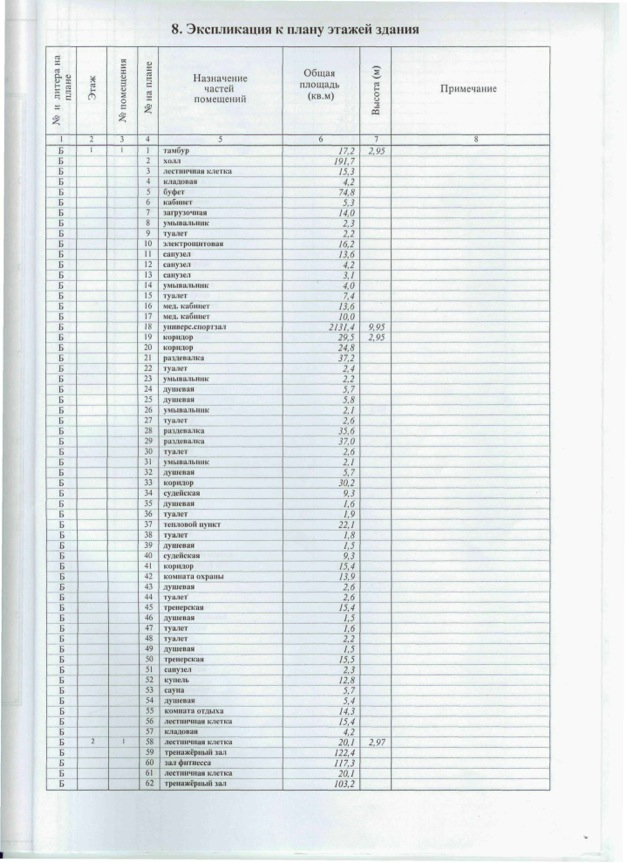 8. Экспликация к плану этажей здания
№ и литера на плане | Этаж | № помещения | № на плане | Назначение частей помещений | Общая площадь (кв.м) | Высота (м) | Примечание
1 2 3 4 5 6 7 8
Б 1 1 1 тамбур 17,2 2,95
Б 2 холл 191,7
Б 3 лестничная клетка 15,3
Б 4 кладовая 4,2
Б 5 буфет 74,8
Б 6 кабинет 5,3
Б 7 загрузочная 14,0
Б 8 умывальник 2,3
Б 9 туалет 2,2
Б 10 электрощитовая 16,2
Б 11 санузел 13,6
Б 12 санузел 4,2
Б 13 санузел 3,1
Б 14 умывальник 4,0
Б 15 туалет 7,4
Б 16 мед. кабинет 13,6
Б 17 мед. кабинет 10,0
Б 18 универс.спортзал 2131,4 9,95
Б 19 коридор 29,5 2,95
Б 20 коридор 24,8
Б 21 раздевалка 37,2
Б 22 туалет 2,4
Б 23 умывальник 2,2
Б 24 душевая 5,7
Б 25 душевая 5,8
Б 26 умывальник 2,1
Б 27 туалет 2,6
Б 28 раздевалка 35,6
Б 29 раздевалка 37,0
Б 30 туалет 2,6
Б 31 умывальник 2,1
Б 32 душевая 5,7
Б 33 коридор 30,2
Б 34 судейская 9,3
Б 35 душевая 1,6
Б 36 туалет 1,9
Б 37 тепловой пункт 22,1
Б 38 туалет 1,8
Б 39 душевая 1,5
Б 40 судейская 9,3
Б 41 коридор 15,4
Б 42 комната охраны 13,9
Б 43 душевая 2,6
Б 44 туалет 2,6
Б 45 тренерская 15,4
Б 46 душевая 1,5
Б 47 туалет 1,6
Б 48 туалет 2,2
Б 49 душевая 1,5
Б 50 тренерская 15,5
Б 51 санузел 2,3
Б 52 купель 12,8
Б 53 сауна 5,7
Б 54 душевая 5,4
Б 55 комната отдыха 14,3
Б 56 лестничная клетка 15,4
Б 57 кладовая 4,2
Б 2 1 58 лестничная клетка 20,1 2,97
Б 59 тренажёрный зал 122,4
Б 60 зал фитнесса 117,3
Б 61 лестничная клетка 20,1
Б 62 тренажёрный зал 103,2